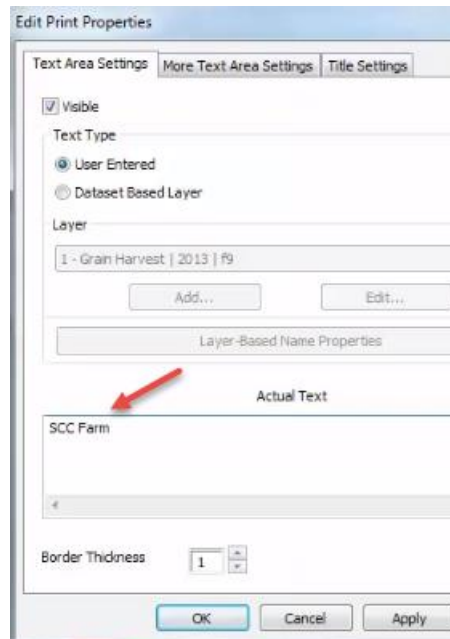 Edit Print Properties
Text Area Settings More Text Area Settings Title Settings
Visible
Text Type
User Entered
Dataset Based Layer
Layer
1 - Grain Harvest | 2013 | f9
Add... Edit...
Layer-Based Name Properties
Actual Text
SCC Farm
Border Thickness 1
OK Cancel Apply